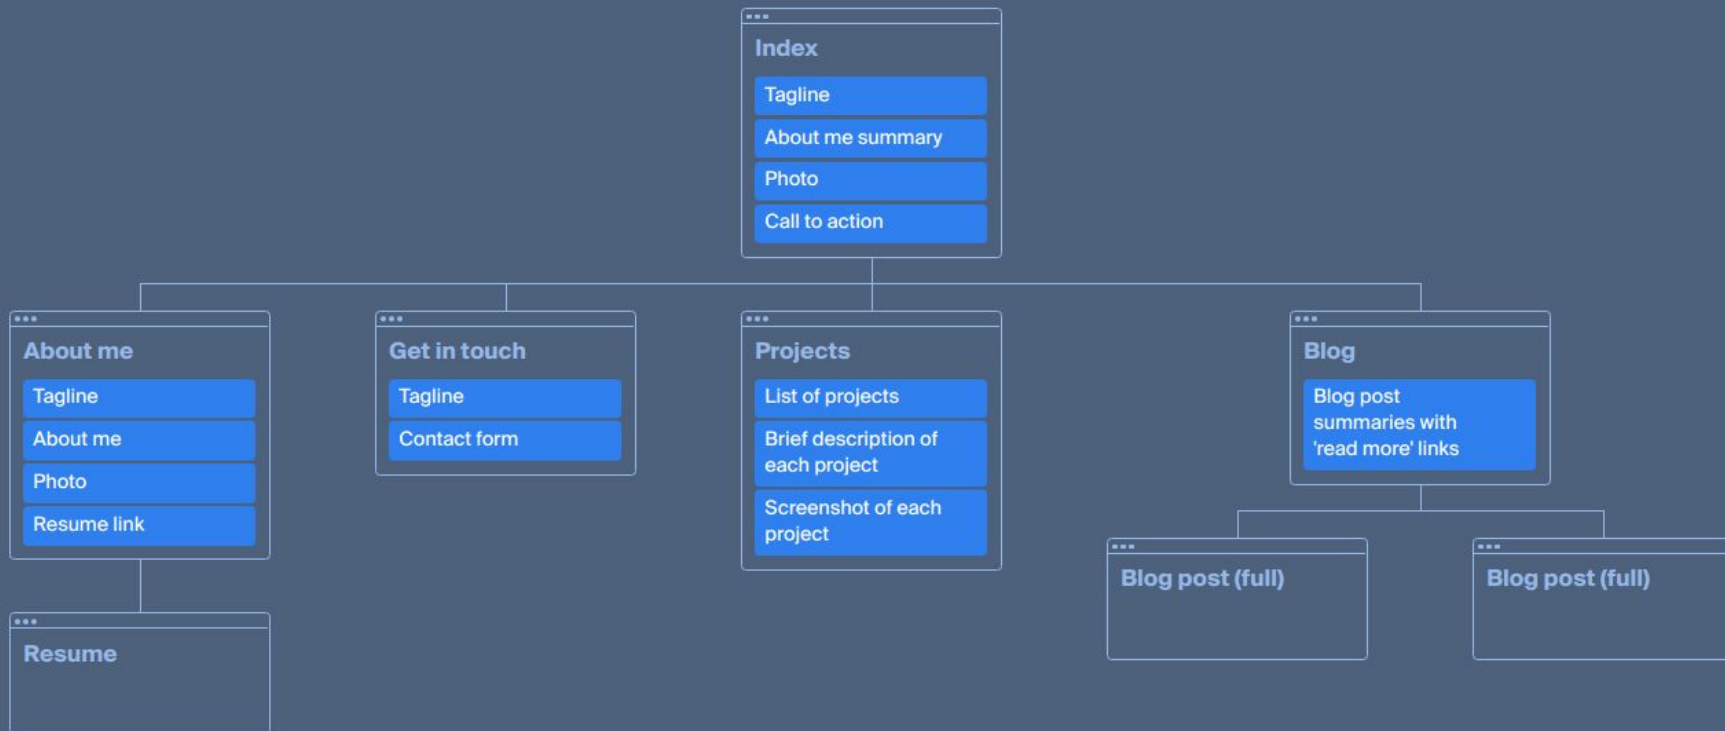 Index
Tagline
About me summary
Photo
Call to action
About me
Tagline
About me
Photo
Resume link
Get in touch
Tagline
Contact form
Projects
List of projects
Brief description of
each project
Screenshot of each
project
Blog
Blog post
summaries with
'read more' links
Resume
Blog post (full)
Blog post (full)